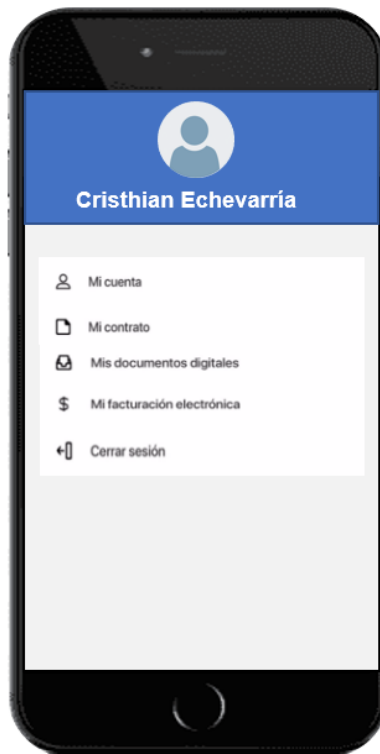 Cristhian Echevarría
Mi cuenta
Mi contrato
Mis documentos digitales
$ Mi facturación electrónica
Cerrar sesión